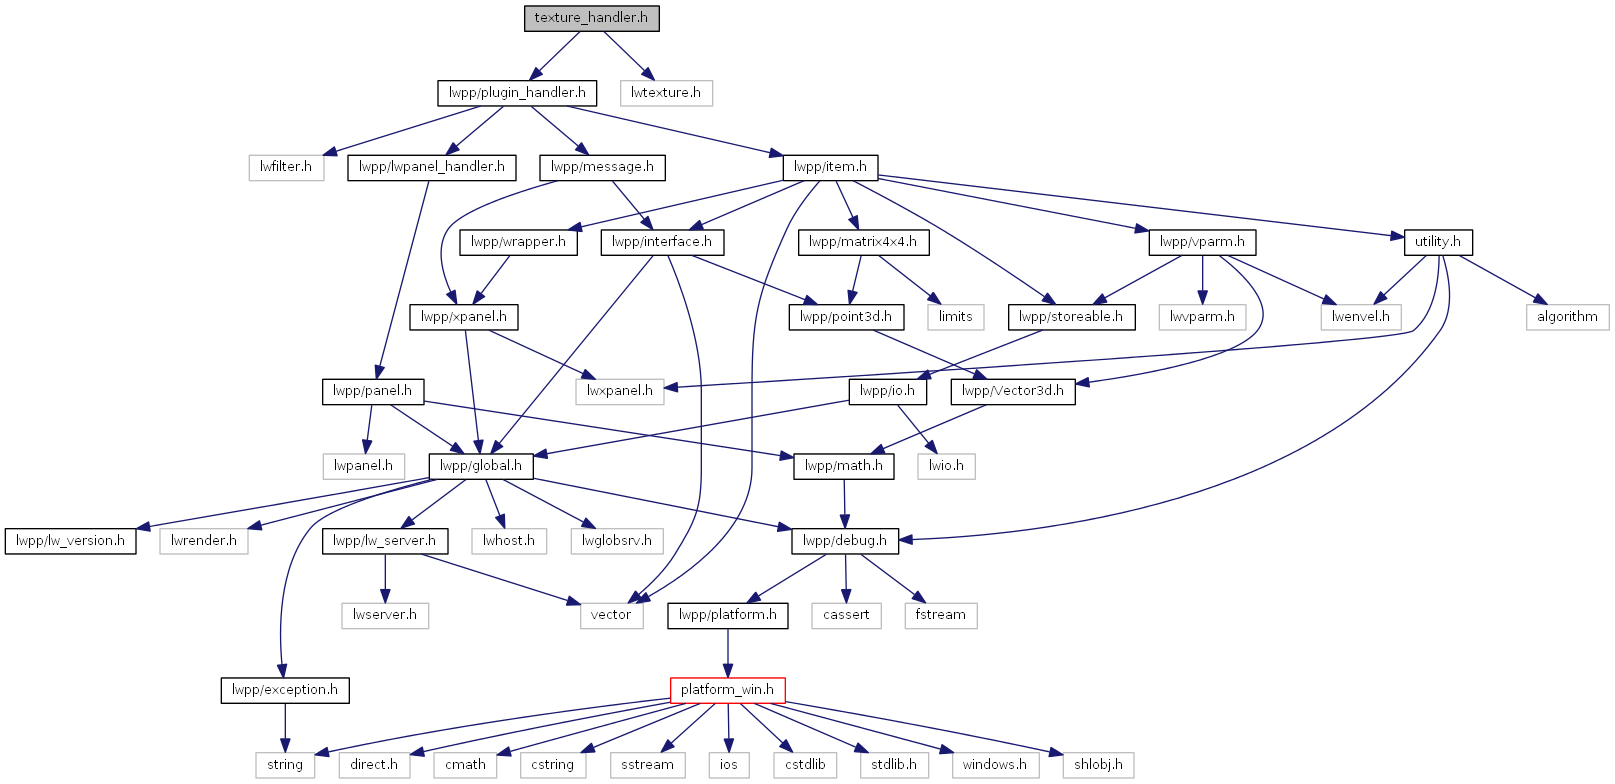 texture_handler.h
lwpp/plugin_handler.h
lwtexture.h
lwfilter.h
lwpp/lwpanel_handler.h
lwpp/message.h
lwpp/item.h
lwpp/wrapper.h
lwpp/interface.h
lwpp/matrix4x4.h
lwpp/vparm.h
utility.h
lwpp/xpanel.h
lwpp/point3d.h
limits
lwpp/storeable.h
lwvparm.h
lwenvel.h
algorithm
lwpp/panel.h
lwxpanel.h
lwpp/io.h
lwpp/Vector3d.h
lwpanel.h
lwpp/global.h
lwpp/math.h
lwio.h
lwpp/lw_version.h
lwrender.h
lwpp/lw_server.h
lwhost.h
lwglobsrv.h
lwpp/debug.h
lwserver.h
vector
lwpp/platform.h
cassert
fstream
lwpp/exception.h
platform_win.h
string
direct.h
cmath
cstring
sstream
ios
cstdlib
stdlib.h
windows.h
shlobj.h